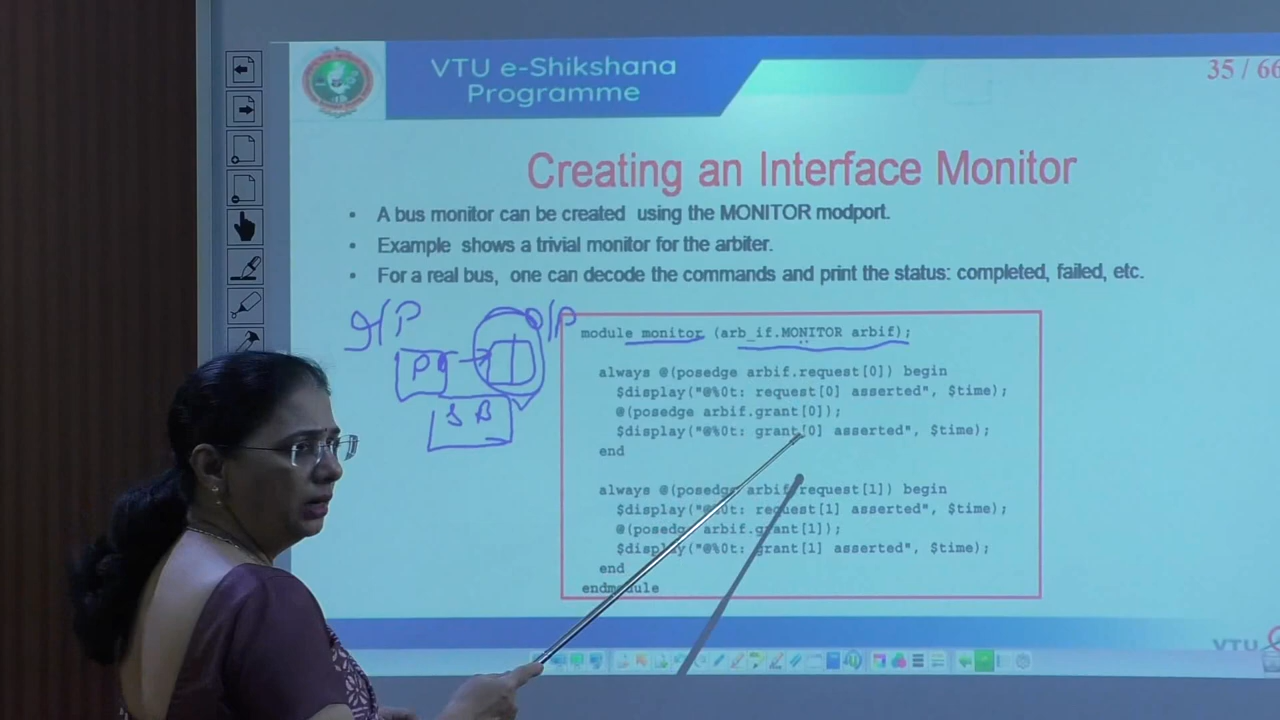 VTU e-Shikshana
Programme
35 / 66
Creating an Interface Monitor
• A bus monitor can be created using the MONITOR modport.
• Example shows a trivial monitor for the arbiter.
• For a real bus, one can decode the commands and print the status: completed, failed, etc.
I/P
O/P
P
S B
module monitor (arb_if.MONITOR arbif);
always @(posedge arbif.request[0]) begin
$display("@%0t: request[0] asserted", $time);
@(posedge arbif.grant[0]);
$display("@%0t: grant[0] asserted", $time);
end
always @(posedge arbif.request[1]) begin
$display("@%0t: request[1] asserted", $time);
@(posedge arbif.grant[1]);
$display("@%0t: grant[1] asserted", $time);
end
endmodule
VTU